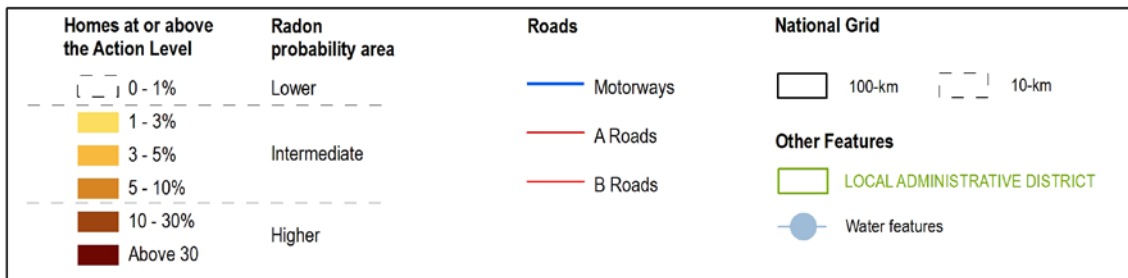 Homes at or above
the Action Level
0 - 1%
1 - 3%
3 - 5%
5 - 10%
10 - 30%
Above 30
Radon
probability area
Lower
Intermediate
Higher
Roads
Motorways
A Roads
B Roads
National Grid
100-km
10-km
Other Features
LOCAL ADMINISTRATIVE DISTRICT
Water features